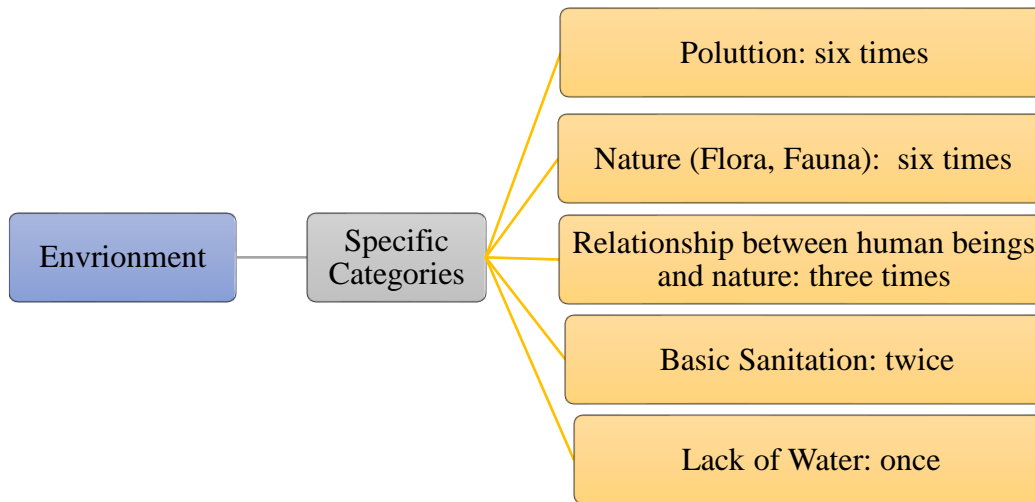 Poluttion: six times
Nature (Flora, Fauna): six times
Envrionment
Specific
Categories
Relationship between human beings
and nature: three times
Basic Sanitation: twice
Lack of Water: once